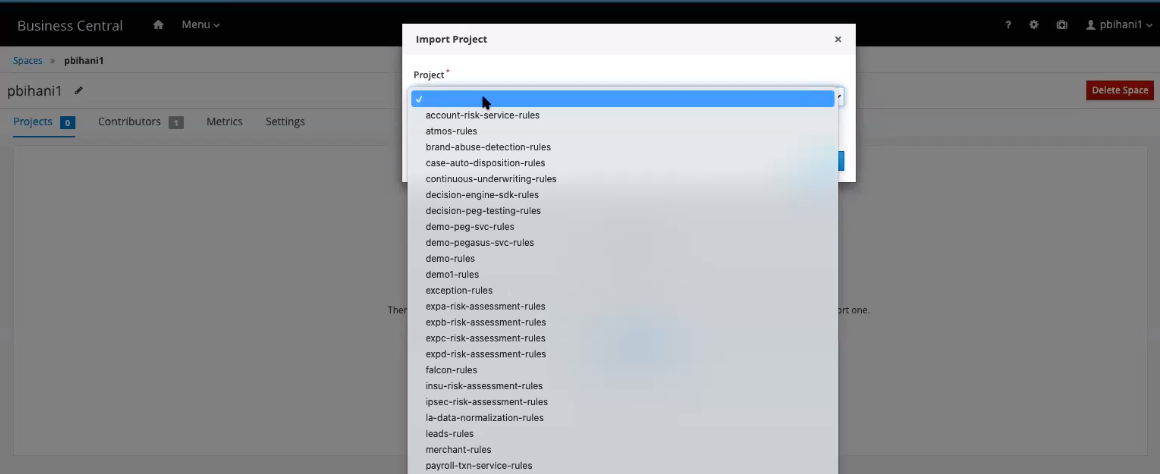 Business Central Menu ? pbihani1
Import Project ×
Spaces » pbihani1
Project *
pbihani1 Delete Space
✓
Projects 0 Contributors 1 Metrics Settings
account-risk-service-rules
atmos-rules
brand-abuse-detection-rules
case-auto-disposition-rules
continuous-underwriting-rules
decision-engine-sdk-rules
decision-peg-testing-rules
demo-peg-svc-rules
demo-pegasus-svc-rules
demo-rules
demo1-rules
exception-rules
expa-risk-assessment-rules
Ther ort one.
expb-risk-assessment-rules
expc-risk-assessment-rules
expd-risk-assessment-rules
falcon-rules
insu-risk-assessment-rules
ipsec-risk-assessment-rules
la-data-normalization-rules
leads-rules
merchant-rules
payroll-txn-service-rules